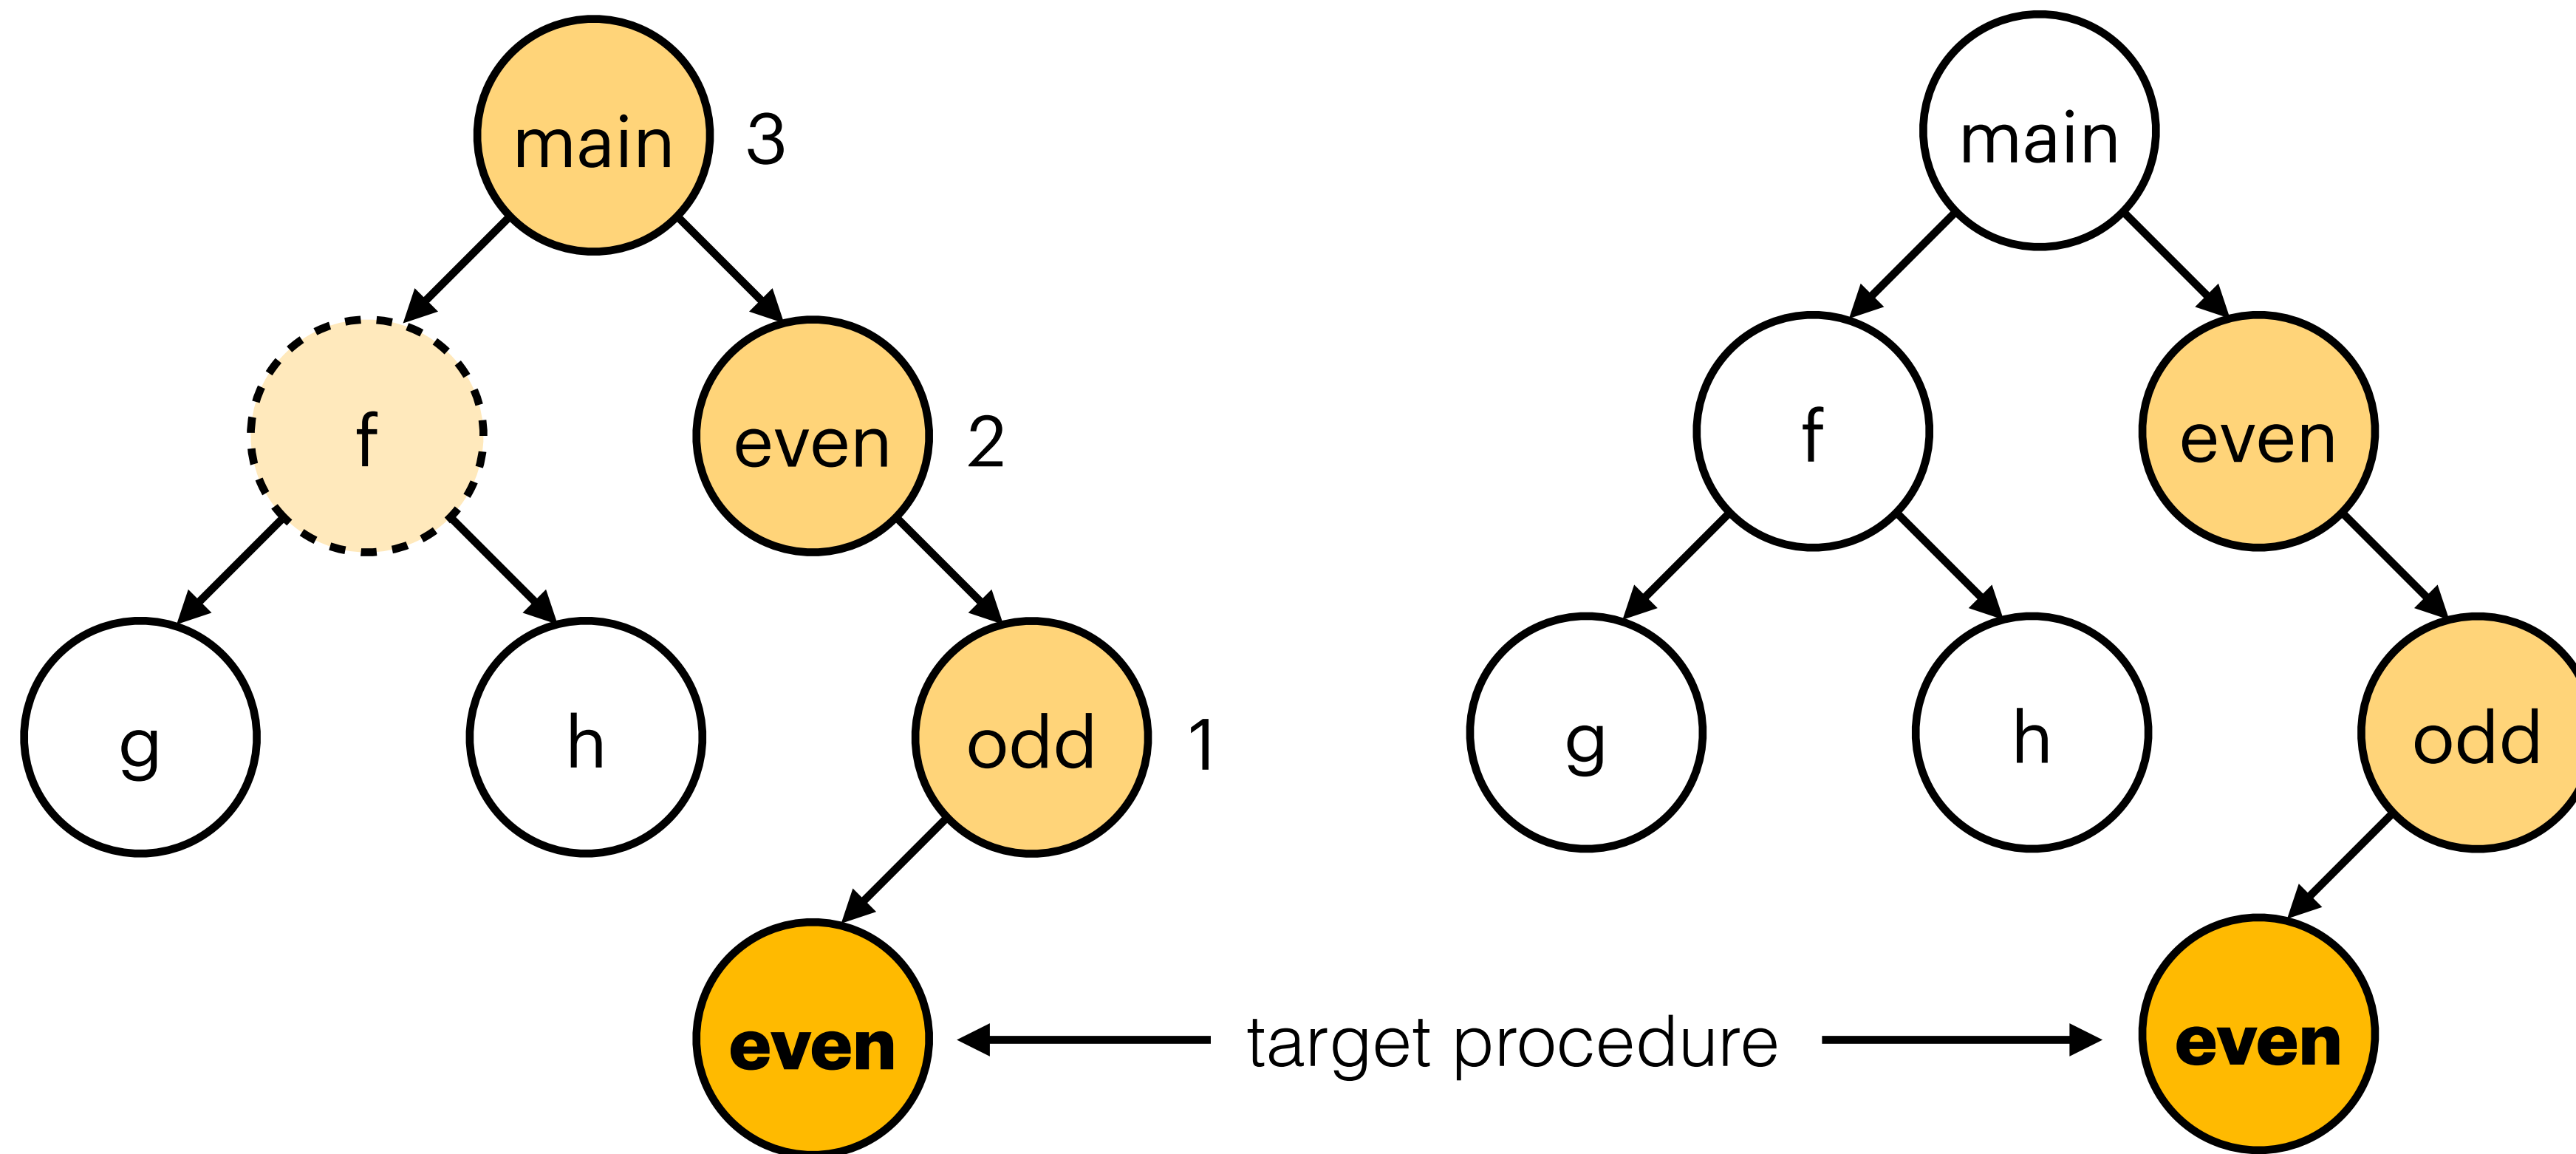 main 3
f
even 2
g
h
odd 1
even
target procedure
main
f
even
g
h
odd
even